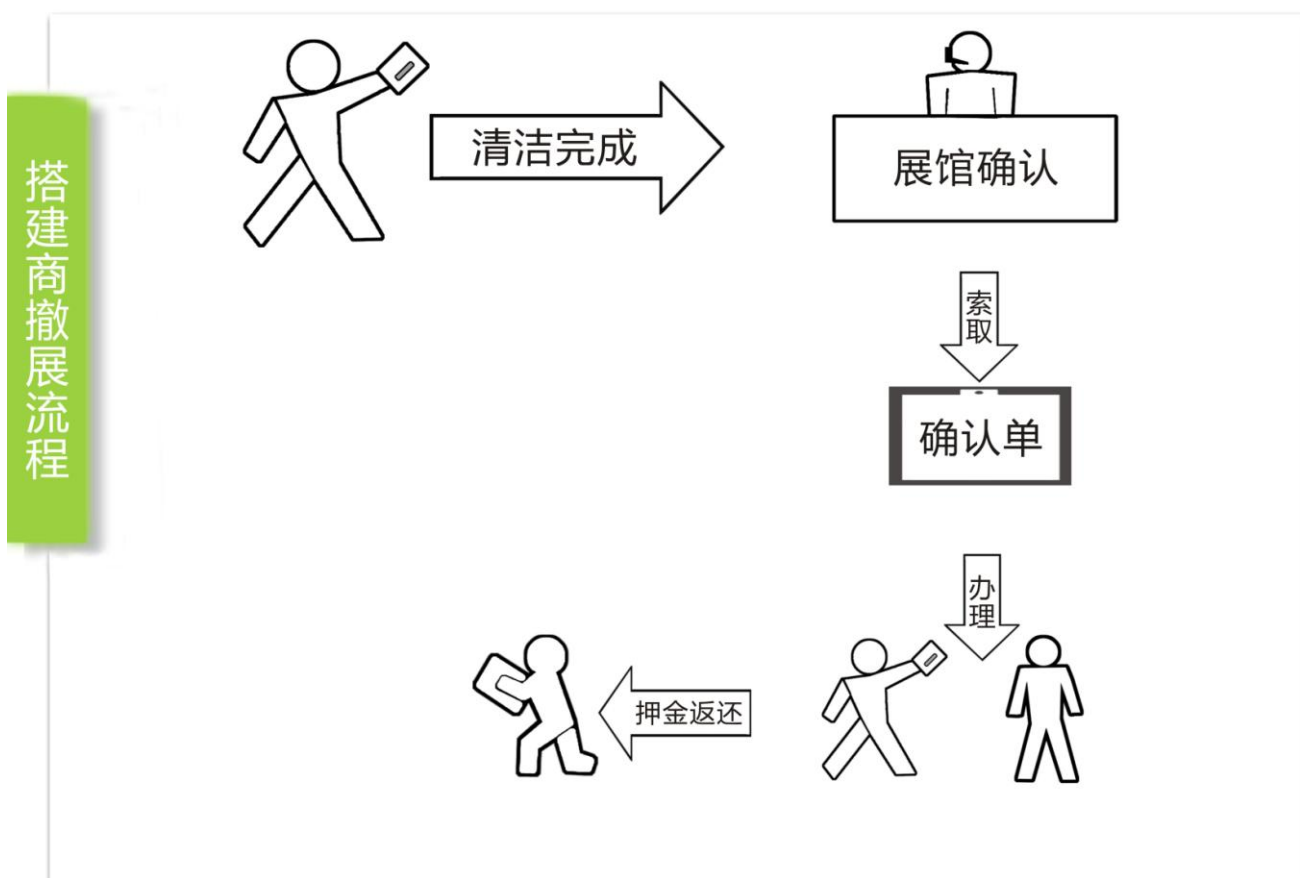 搭建商撤展流程
清洁完成
展馆确认
索取
确认单
办理
押金返还